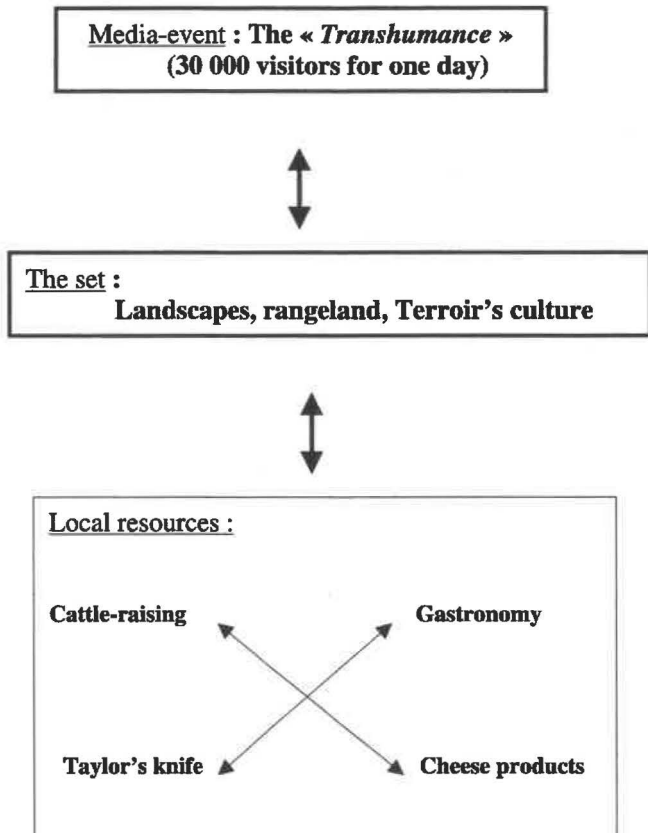 Media-event : The « Transhumance »
(30 000 visitors for one day)
The set :
Landscapes, rangeland, Terroir's culture
Local resources :
Cattle-raising Gastronomy
Taylor's knife Cheese products